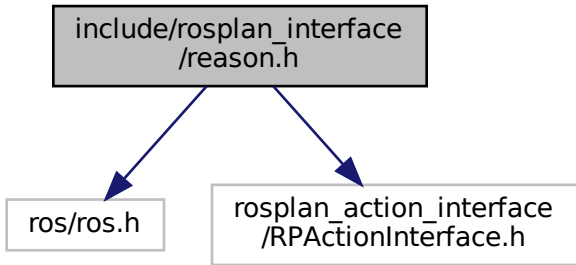 include/rosplan_interface
/reason.h
ros/ros.h
rosplan_action_interface
/RPActionInterface.h